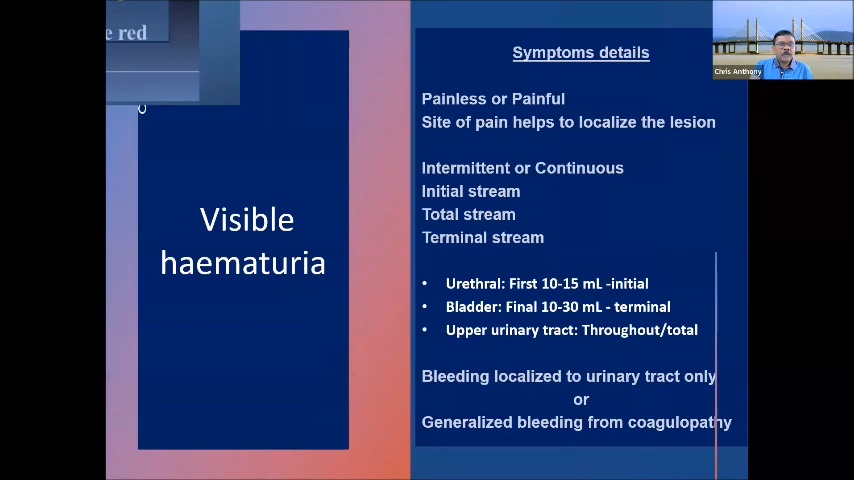 e red
Visible
haematuria
Symptoms details
Painless or Painful
Site of pain helps to localize the lesion
Intermittent or Continuous
Initial stream
Total stream
Terminal stream
• Urethral: First 10-15 mL -initial
• Bladder: Final 10-30 mL - terminal
• Upper urinary tract: Throughout/total
Bleeding localized to urinary tract only
or
Generalized bleeding from coagulopathy
Chris Anthony